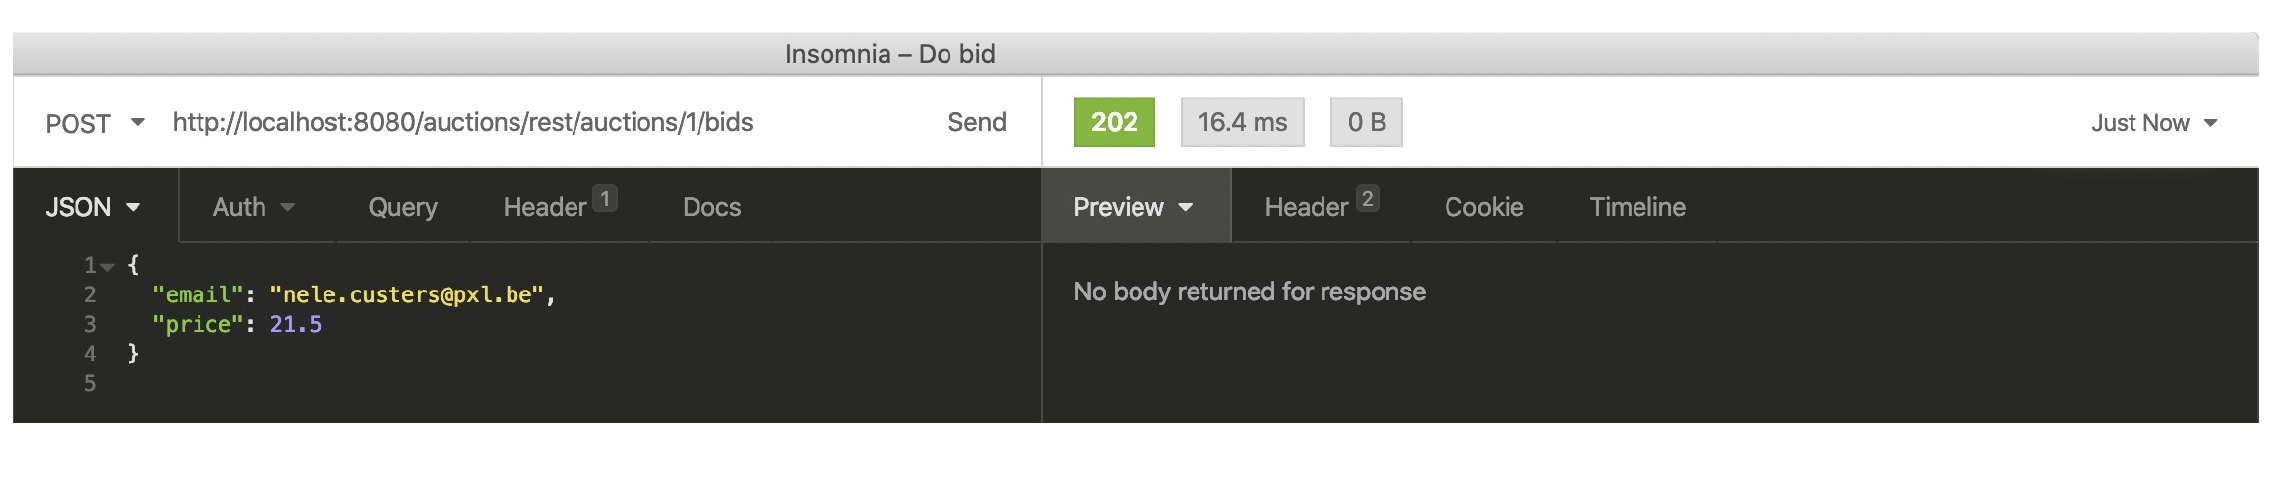 Insomnia – Do bid
POST http://localhost:8080/auctions/rest/auctions/1/bids Send 202 16.4 ms 0 B Just Now
JSON Auth Query Header 1 Docs Preview Header 2 Cookie Timeline
1 {
2 "email": "nele.custers@pxl.be",
3 "price": 21.5
4 }
5
No body returned for response